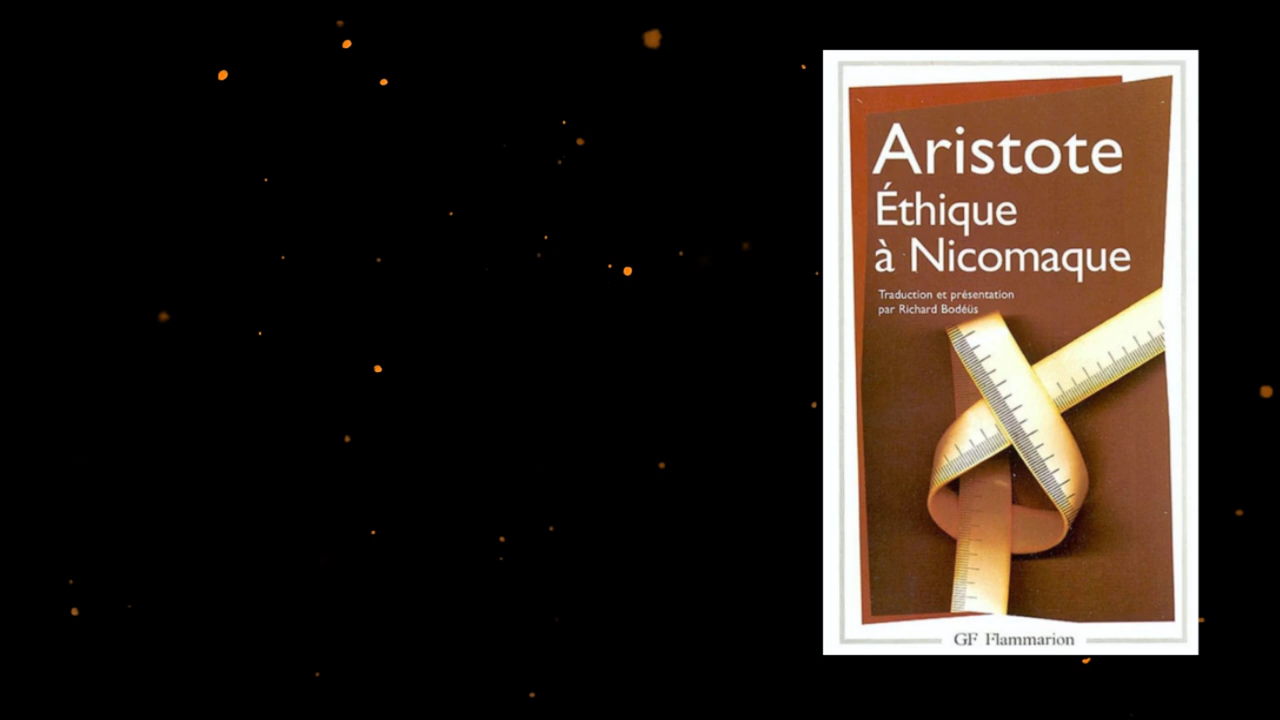 Aristote
Éthique
à Nicomaque
Traduction et présentation
par Richard Bodéüs
GF Flammarion